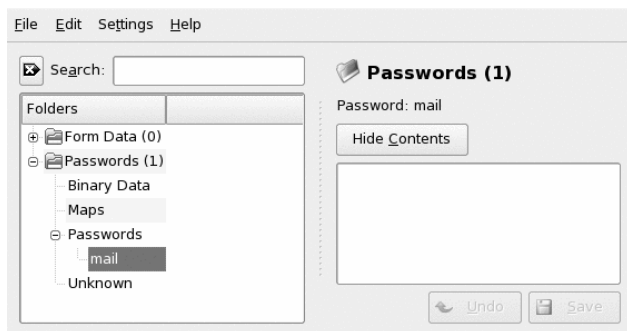 File Edit Settings Help
Search:
Folders
Form Data (0)
Passwords (1)
Binary Data
Maps
Passwords
mail
Unknown
Passwords (1)
Password: mail
Hide Contents
Undo Save